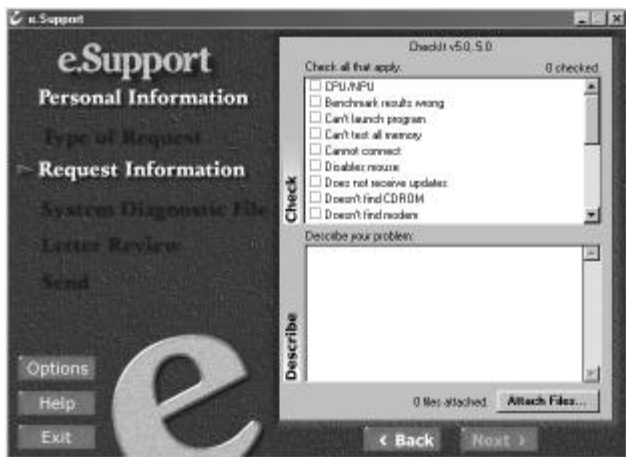 e.Support
e.Support
Personal Information
Type of Request
Request Information
System Diagnostic File
Letter Review
Send
Options
Help
Exit
CheckIt v5.0, 5.0
Check all that apply.
0 checked
Check
CPU/NPU
Benchmark results wrong
Can't launch program
Can't test all memory
Cannot connect
Disables mouse
Does not receive updates
Doesn't find CDROM
Doesn't find modem
Describe your problem:
Describe
0 files attached.
Attach Files...
< Back
Next >
e